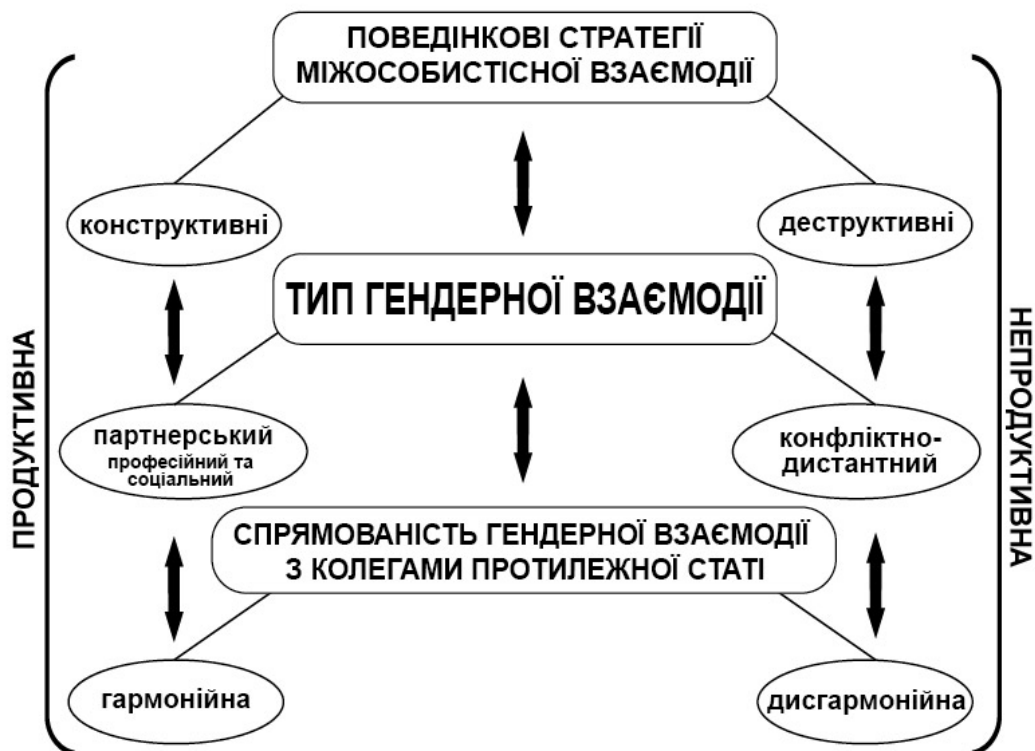 ПОВЕДІНКОВІ СТРАТЕГІЇ
МІЖОСОБИСТІСНОЇ ВЗАЄМОДІЇ
конструктивні
деструктивні
ТИП ГЕНДЕРНОЇ ВЗАЄМОДІЇ
ПРОДУКТИВНА
НЕПРОДУКТИВНА
партнерський
професійний та
соціальний
конфліктно-
дистантний
СПРЯМОВАНІСТЬ ГЕНДЕРНОЇ ВЗАЄМОДІЇ
З КОЛЕГАМИ ПРОТИЛЕЖНОЇ СТАТІ
гармонійна
дисгармонійна